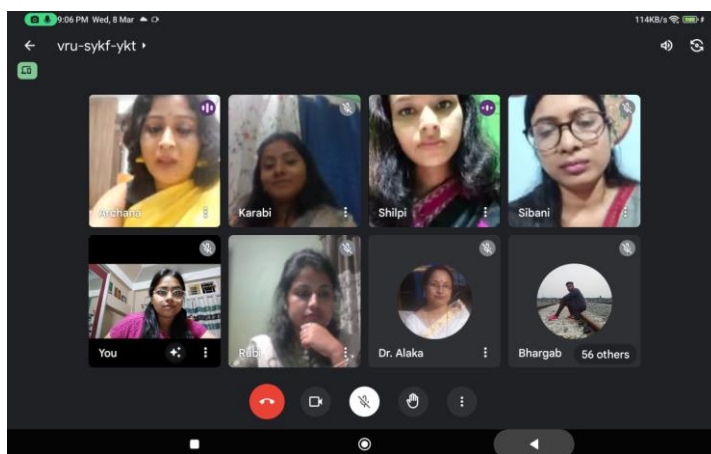 9:06 PM Wed, 8 Mar
114KB/s
vru-sykf-ykt
Archana
Karabi
Shilpi
Sibani
You
Dr. Alaka
Bhargab
56 others